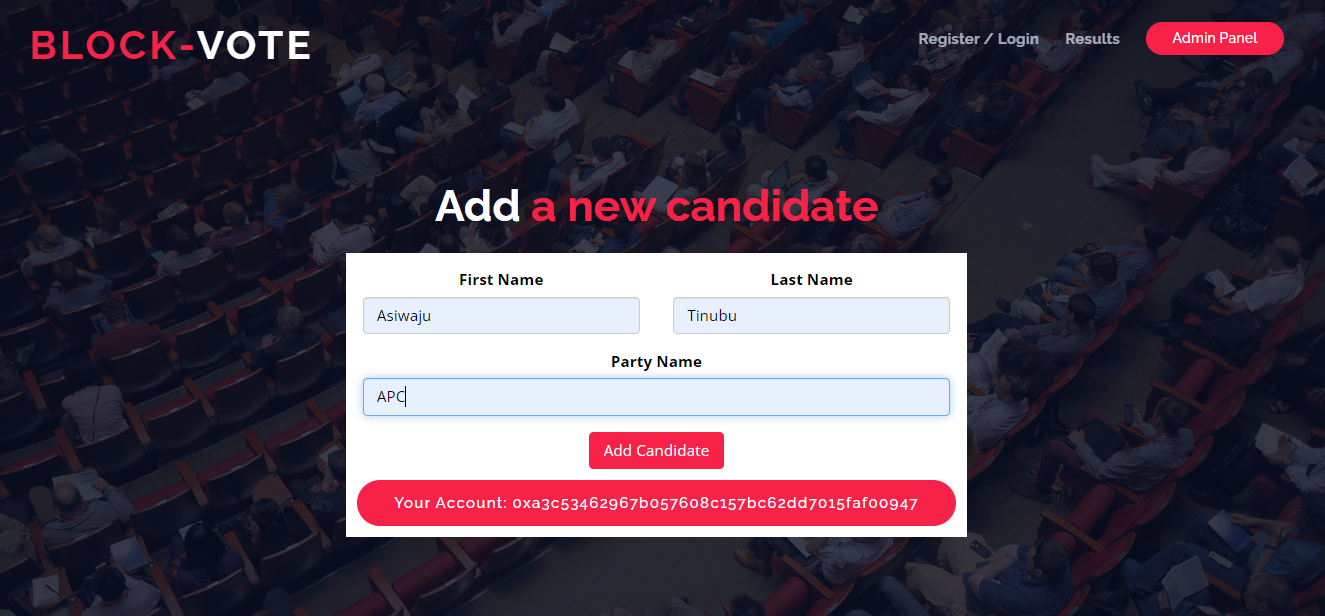 BLOCK-VOTE
Register / Login Results Admin Panel
Add a new candidate
First Name Last Name
Asiwaju Tinubu
Party Name
APC
Add Candidate
Your Account: 0xa3c53462967b057608c157bc62dd7015faf00947